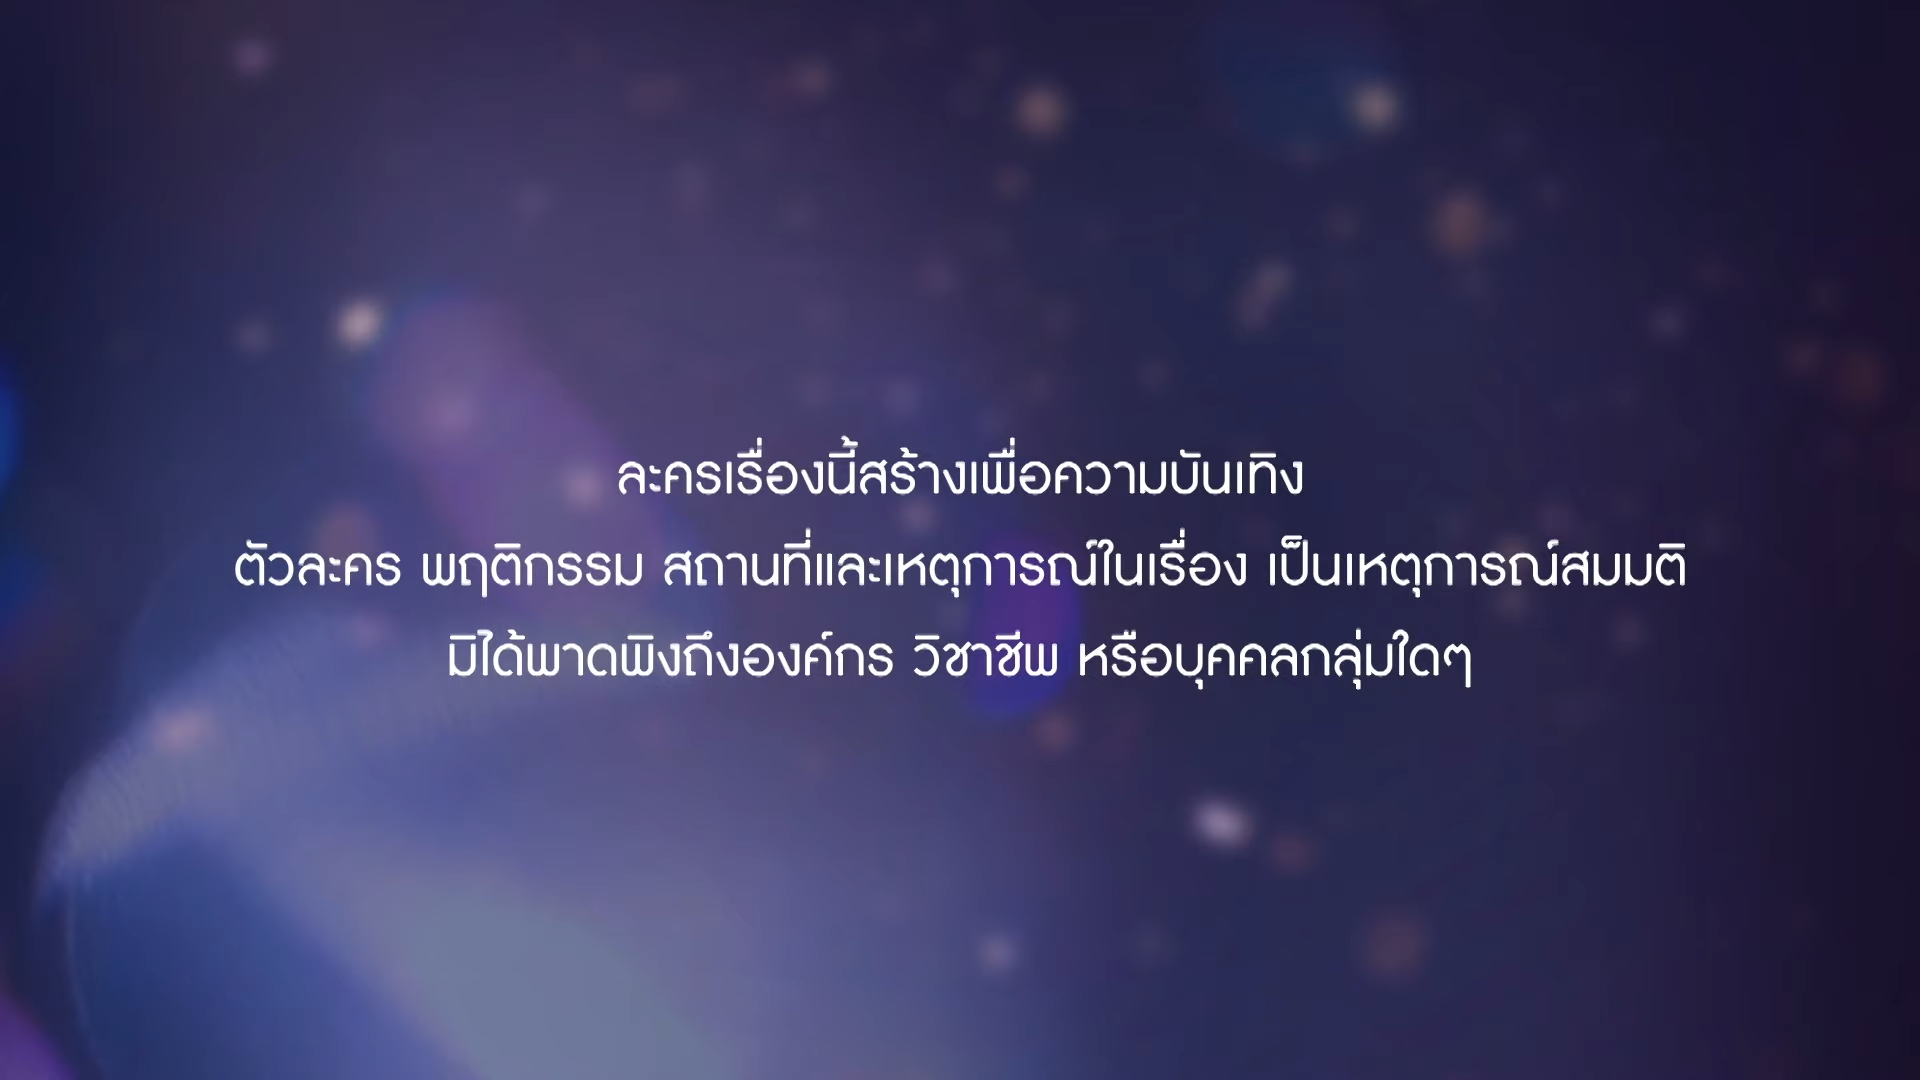 ละครเรื่องนี้สร้างเพื่อความบันเทิง
ตัวละคร พฤติกรรม สถานที่และเหตุการณ์ในเรื่อง เป็นเหตุการณ์สมมติ
มิได้พาดพิงถึงองค์กร วิชาชีพ หรือบุคคลกลุ่มใดๆ